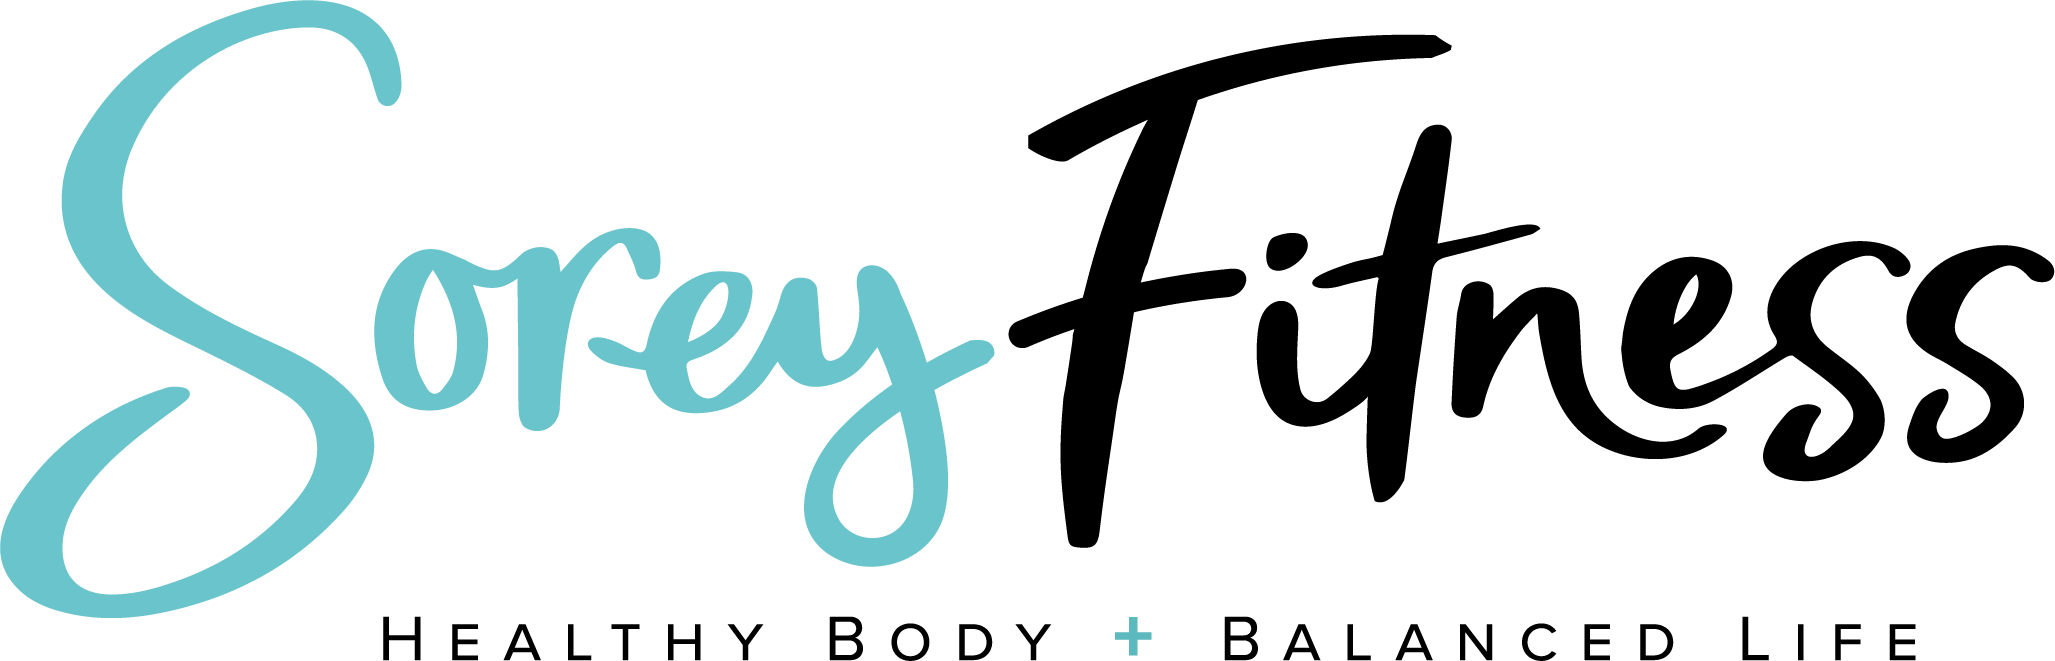 Sorey Fitness
HEALTHY BODY + BALANCED LIFE